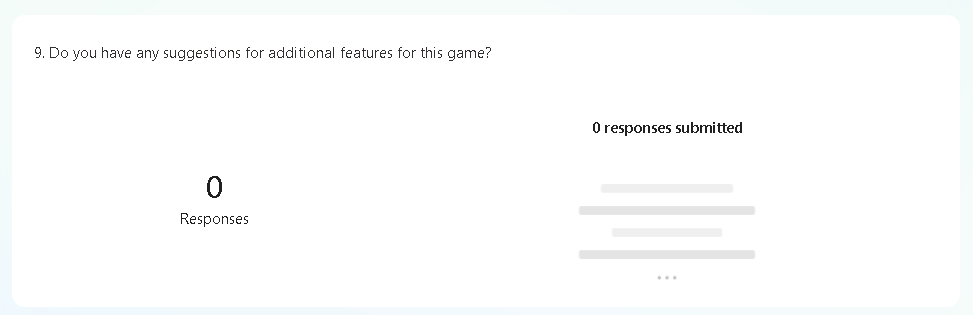 9. Do you have any suggestions for additional features for this game?
0
Responses
0 responses submitted
...